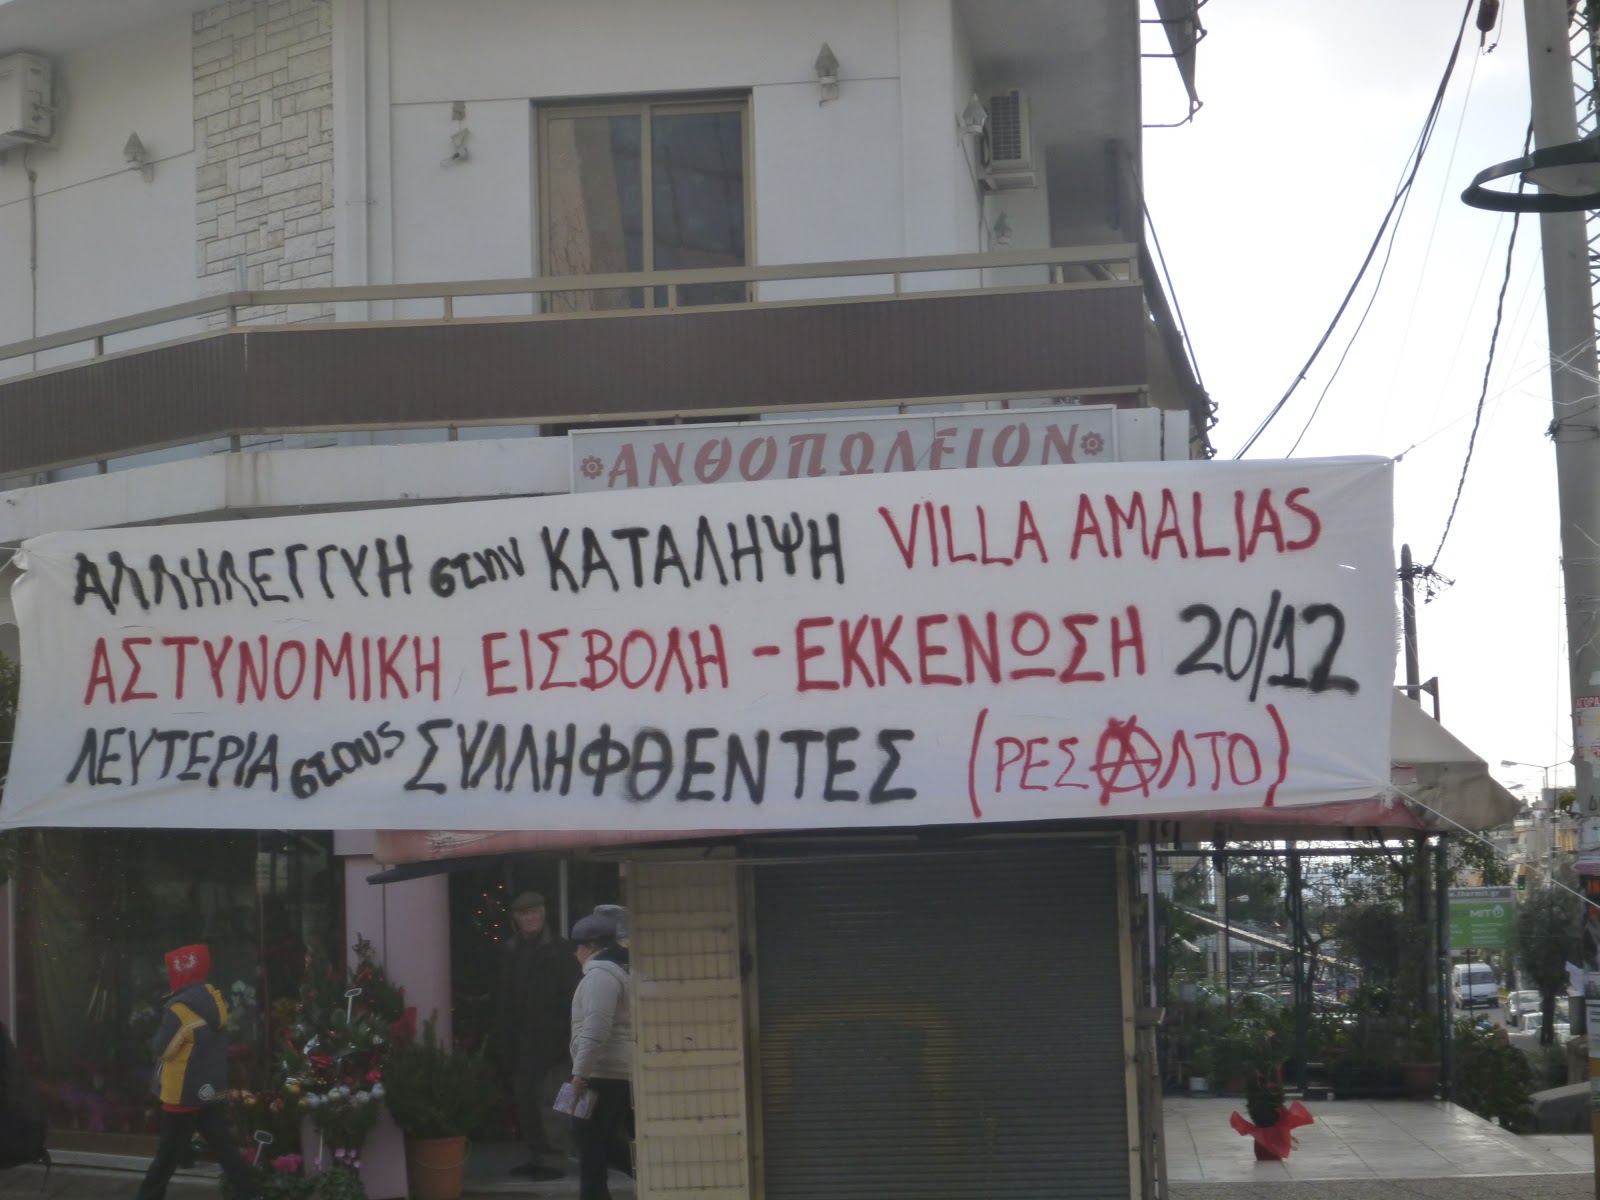 ΑΝΘΟΠΩΛΕΙΟΝ
ΑΛΛΗΛΕΓΓΥΗ στην ΚΑΤΑΛΗΨΗ VILLA AMALIAS
ΑΣΤΥΝΟΜΙΚΗ ΕΙΣΒΟΛΗ - ΕΚΚΕΝΩΣΗ 20/12
ΛΕΥΤΕΡΙΑ στους ΣΥΛΛΗΦΘΕΝΤΕΣ (ΡΕΣΑΛΤΟ)